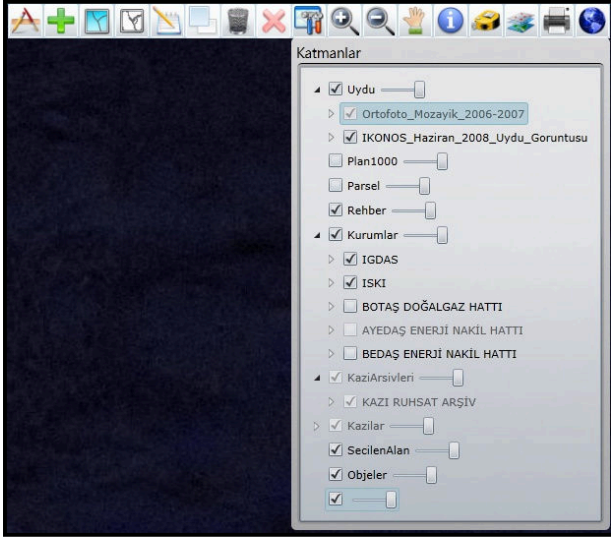 Katmanlar
Uydu
Ortofoto_Mozayik_2006-2007
IKONOS_Haziran_2008_Uydu_Goruntusu
Plan1000
Parsel
Rehber
Kurumlar
IGDAS
ISKI
BOTAŞ DOĞALGAZ HATTI
AYEDAŞ ENERJİ NAKİL HATTI
BEDAŞ ENERJİ NAKİL HATTI
KaziArsivleri
KAZI RUHSAT ARŞİV
Kazilar
SecilenAlan
Objeler